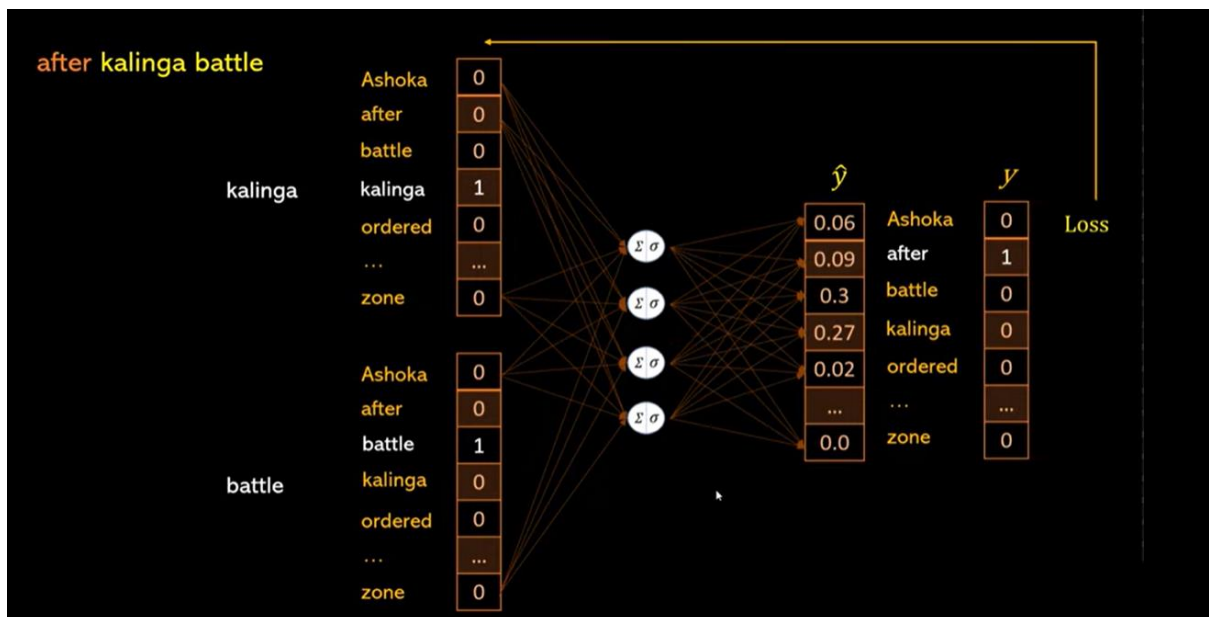 after kalinga battle
kalinga
Ashoka 0
after 0
battle 0
kalinga 1
ordered 0
... ...
zone 0
battle
Ashoka 0
after 0
battle 1
kalinga 0
ordered 0
... ...
zone 0
Σ σ
Σ σ
Σ σ
Σ σ
ŷ y
0.06 Ashoka 0
0.09 after 1
0.3 battle 0
0.27 kalinga 0
0.02 ordered 0
... ... ...
0.0 zone 0
Loss